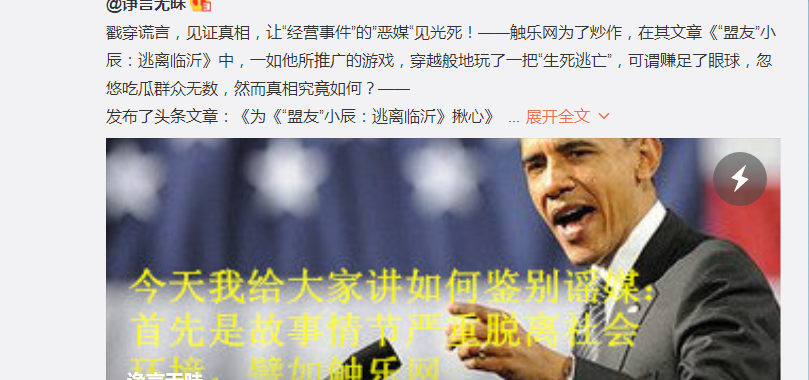 @诤言无味
戳穿谎言，见证真相，让“经营事件”的”恶媒“见光死！——触乐网为了炒作，在其文章《“盟友”小
辰：逃离临沂》中，一如他所推广的游戏，穿越般地玩了一把“生死逃亡”，可谓赚足了眼球，忽
悠吃瓜群众无数，然而真相究竟如何？——
发布了头条文章：《为《“盟友”小辰：逃离临沂》揪心》 ... 展开全文
今天我给大家讲如何鉴别谣媒：
首先是故事情节严重脱离社会
环境，譬如触乐网
诤言无味